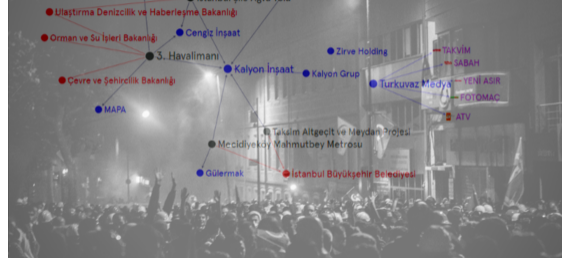 Ulaştırma Denizcilik ve Haberleşme Bakanlığı
Cengiz İnşaat
Orman ve Su İşleri Bakanlığı
Zirve Holding
TAKVİM
3. Havalimanı
SABAH
Kalyon İnşaat
Kalyon Grup
Çevre ve Şehircilik Bakanlığı
Turkuvaz Medya
YENİ ASIR
FOTOMAÇ
MAPA
ATV
Taksim Altgeçit ve Meydan Projesi
Mecidiyeköy Mahmutbey Metrosu
Gülermak
İstanbul Büyükşehir Belediyesi